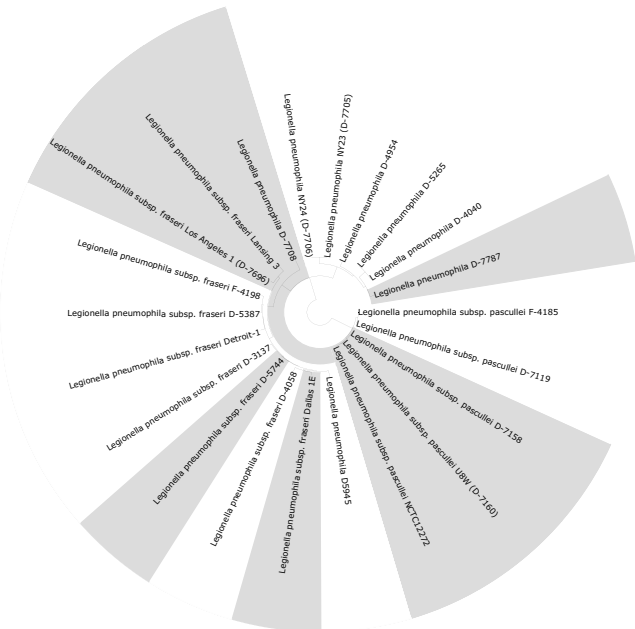 Legionella pneumophila NY24 (D-7706)
Legionella pneumophila NY23 (D-7705)
Legionella pneumophila D-4954
Legionella pneumophila D-5265
Legionella pneumophila D-4040
Legionella pneumophila D-7787
Legionella pneumophila subsp. pascullei F-4185
Legionella pneumophila subsp. pascullei D-7119
Legionella pneumophila subsp. pascullei D-7158
Legionella pneumophila subsp. pascullei U8W (D-7160)
Legionella pneumophila subsp. pascullei NCTC12272
Legionella pneumophila D5945
Legionella pneumophila subsp. fraseri Dallas 1E
Legionella pneumophila subsp. fraseri D-4058
Legionella pneumophila subsp. fraseri D-5744
Legionella pneumophila subsp. fraseri D-3137
Legionella pneumophila subsp. fraseri Detroit-1
Legionella pneumophila subsp. fraseri D-5387
Legionella pneumophila subsp. fraseri F-4198
Legionella pneumophila subsp. fraseri Los Angeles 1 (D-7696)
Legionella pneumophila subsp. fraseri Lansing 3
Legionella pneumophila D-7708